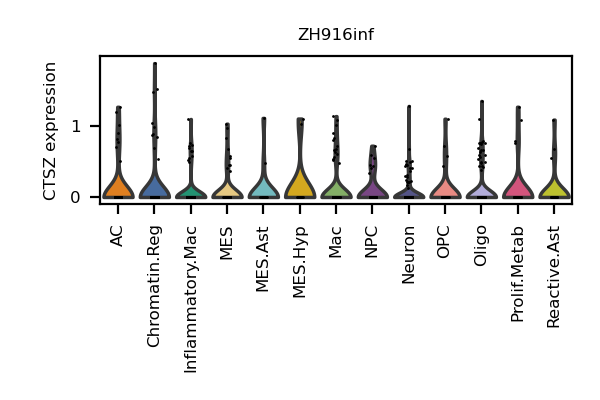 ZH916inf
CTSZ expression
1
0
AC
Chromatin.Reg
Inflammatory.Mac
MES
MES.Ast
MES.Hyp
Mac
NPC
Neuron
OPC
Oligo
Prolif.Metab
Reactive.Ast